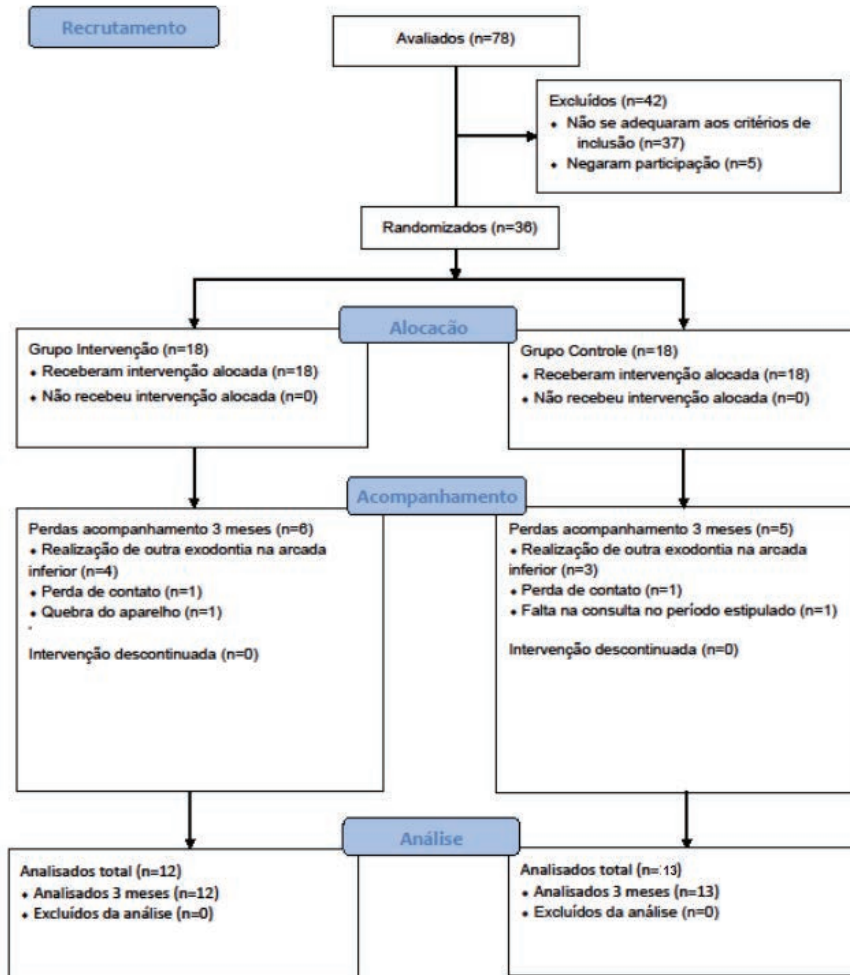 Recrutamento
Avaliados (n=78)
Excluídos (n=42)
✦ Não se adequaram aos critérios de
inclusão (n=37)
✦ Negaram participação (n=5)
Randomizados (n=36)
Alocacão
Grupo Intervenção (n=18)
✦ Receberam intervenção alocada (n=18)
✦ Não recebeu intervenção alocada (n=0)
Grupo Controle (n=18)
✦ Receberam intervenção alocada (n=18)
✦ Não recebeu intervenção alocada (n=0)
Acompanhamento
Perdas acompanhamento 3 meses (n=6)
✦ Realização de outra exodontia na arcada
inferior (n=4)
✦ Perda de contato (n=1)
✦ Quebra do aparelho (n=1)
Intervenção descontinuada (n=0)
Perdas acompanhamento 3 meses (n=5)
✦ Realização de outra exodontia na arcada
inferior (n=3)
✦ Perda de contato (n=1)
✦ Falta na consulta no período estipulado (n=1)
Intervenção descontinuada (n=0)
Análise
Analisados total (n=12)
✦ Analisados 3 meses (n=12)
✦ Excluídos da análise (n=0)
Analisados total (n=13)
✦ Analisados 3 meses (n=13)
✦ Excluídos da análise (n=0)